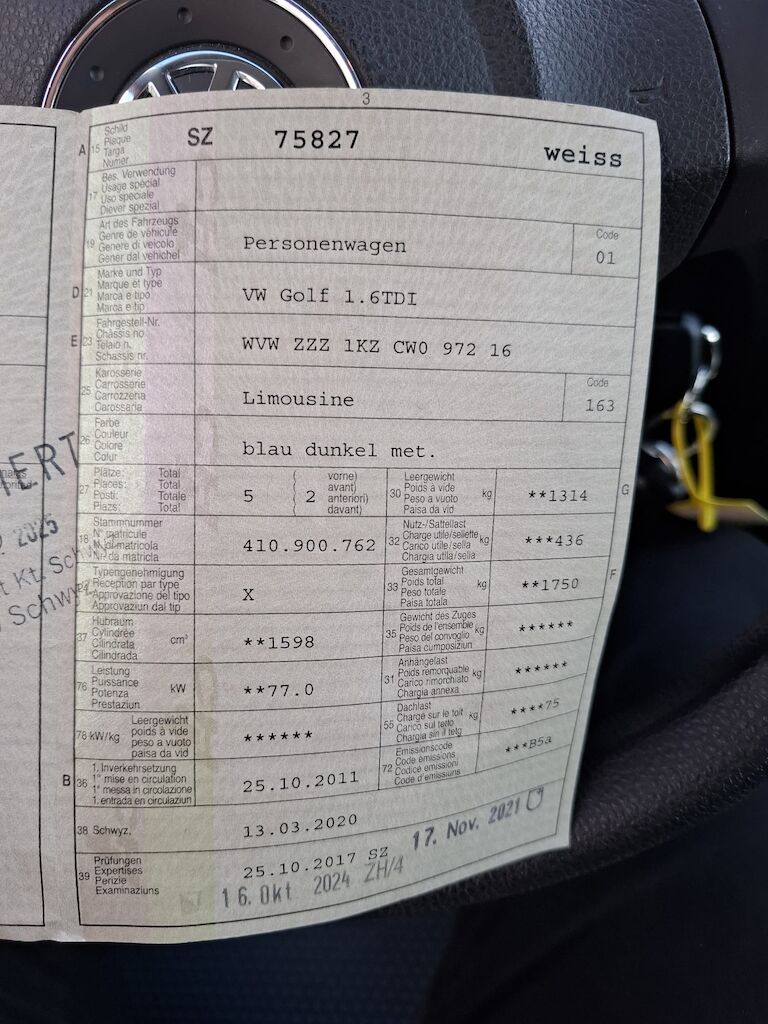 3
A 15 Schild
Plaque
Targa
Numer
SZ 75827 weiss
17 Bes. Verwendung
Usage spécial
Uso speciale
Diever spezial
19 Art des Fahrzeugs
Genre de véhicule
Genere di veicolo
Gener dal vehichel
Personenwagen
Code
01
D 21 Marke und Typ
Marque et type
Marca e tipo
Marca e tip
VW Golf 1.6TDI
E 23 Fahrgestell-Nr.
Châssis no
Telaio n.
Schassis nr.
WVW ZZZ 1KZ CW0 972 16
25 Karosserie
Carrosserie
Carrozzeria
Carossaria
Limousine
Code
163
26 Farbe
Couleur
Colore
Colur
blau dunkel met.
27 Plätze: Total
Places: Total
Posti: Totale
Plazs: Total
5 ( 2 vorne)
avant)
anteriori)
davant)
30 Leergewicht
Poids à vide
Peso a vuoto
Paisa da vid
kg
**1314
G
18 Stammnummer
N° matricule
N. di matricola
Nr. da matricla
410.900.762
32 Nutz-/Sattellast
Charge utile/sellette
Carico utile/sella
Chargia utila/sella
kg
***436
Typengenehmigung
Réception par type
Approvazione del tipo
Approvaziun dal tip
X
33 Gesamtgewicht
Poids total
Peso totale
Paisa totala
kg
**1750
F
37 Hubraum
Cylindrée
Cilindrata
Cilindrada
cm³
**1598
35 Gewicht des Zuges
Poids de l'ensemble
Peso del convoglio
Paisa cumposiziun
kg
******
76 Leistung
Puissance
Potenza
Prestaziun
kW
**77.0
31 Anhängelast
Poids remorquable
Carico rimorchiato
Chargia annexa
kg
******
78 kW/kg Leergewicht
poids à vide
peso a vuoto
paisa da vid
******
55 Dachlast
Charge sur le toit
Carico sul tetto
Chargia sin il tetg
kg
****75
B 36 1. Inverkehrsetzung
1re mise en circulation
1a messa in circolazione
1. entrada en circulaziun
25.10.2011
72 Emissionscode
Code émissions
Codice emissioni
Code d'emissiuns
***B5a
38 Schwyz, 13.03.2020
39 Prüfungen
Expertises
Perizie
Examinaziuns
25.10.2017 SZ
17. Nov. 2021
16. Okt 2024 ZH/4
IERT
2025
t Kt. Sch
Schwyz